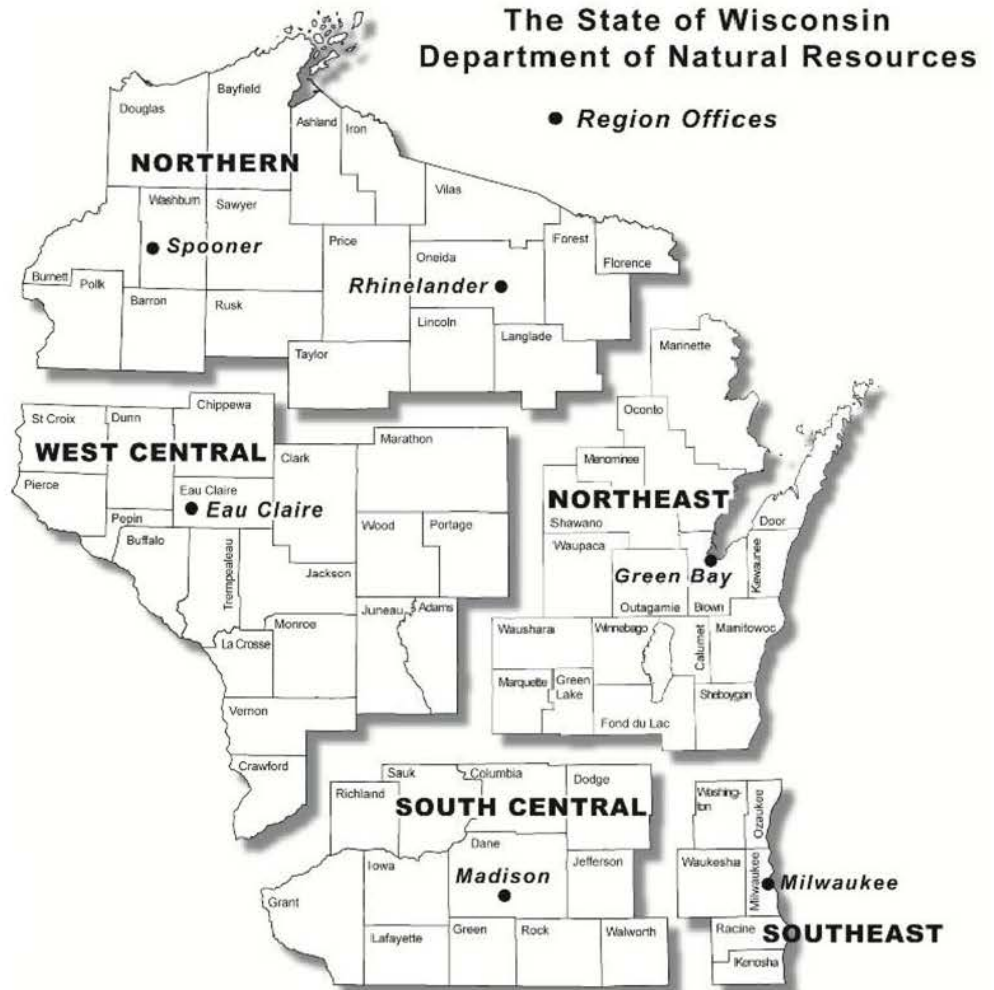 The State of Wisconsin
Department of Natural Resources
Region Offices
Bayfield
Douglas
Ashland
Iron
NORTHERN
Vilas
Washburn
Sawyer
Price
Forest
Spooner
Oneida
Florence
Burnett
Polk
Rhinelander
Barron
Rusk
Lincoln
Langlade
Taylor
Marinette
Chippewa
St Croix
Dunn
Oconto
WEST CENTRAL
Marathon
Clark
Menominee
Pierce
Eau Claire
NORTHEAST
Eau Claire
Pepin
Wood
Portage
Shawano
Door
Buffalo
Waupaca
Trempealeau
Kewaunee
Jackson
Green Bay
Juneau
Adams
Outagamie
Brown
Monroe
Waushara
Winnebago
Calumet
Manitowoc
La Crosse
Marquette
Green
Lake
Sheboygan
Vernon
Fond du Lac
Crawford
Sauk
Columbia
Dodge
Richland
SOUTH CENTRAL
Washing-
ton
Ozaukee
Dane
Iowa
Jefferson
Waukesha
Madison
Milwaukee
Milwaukee
Grant
Lafayette
Green
Rock
Walworth
Racine
SOUTHEAST
Kenosha